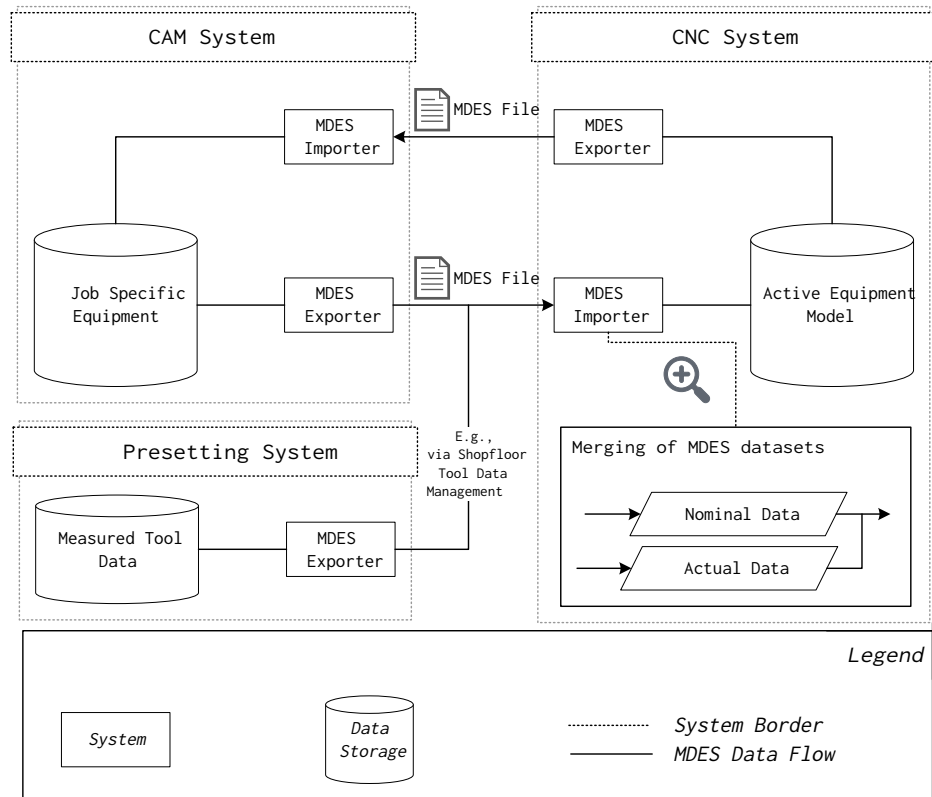 CAM System
CNC System
MDES File
MDES
Importer
MDES
Exporter
Job Specific
Equipment
MDES
Exporter
MDES File
MDES
Importer
Active Equipment
Model
Presetting System
E.g.,
via Shopfloor
Tool Data
Management
Measured Tool
Data
MDES
Exporter
Merging of MDES datasets
Nominal Data
Actual Data
Legend
System
Data
Storage
System Border
MDES Data Flow